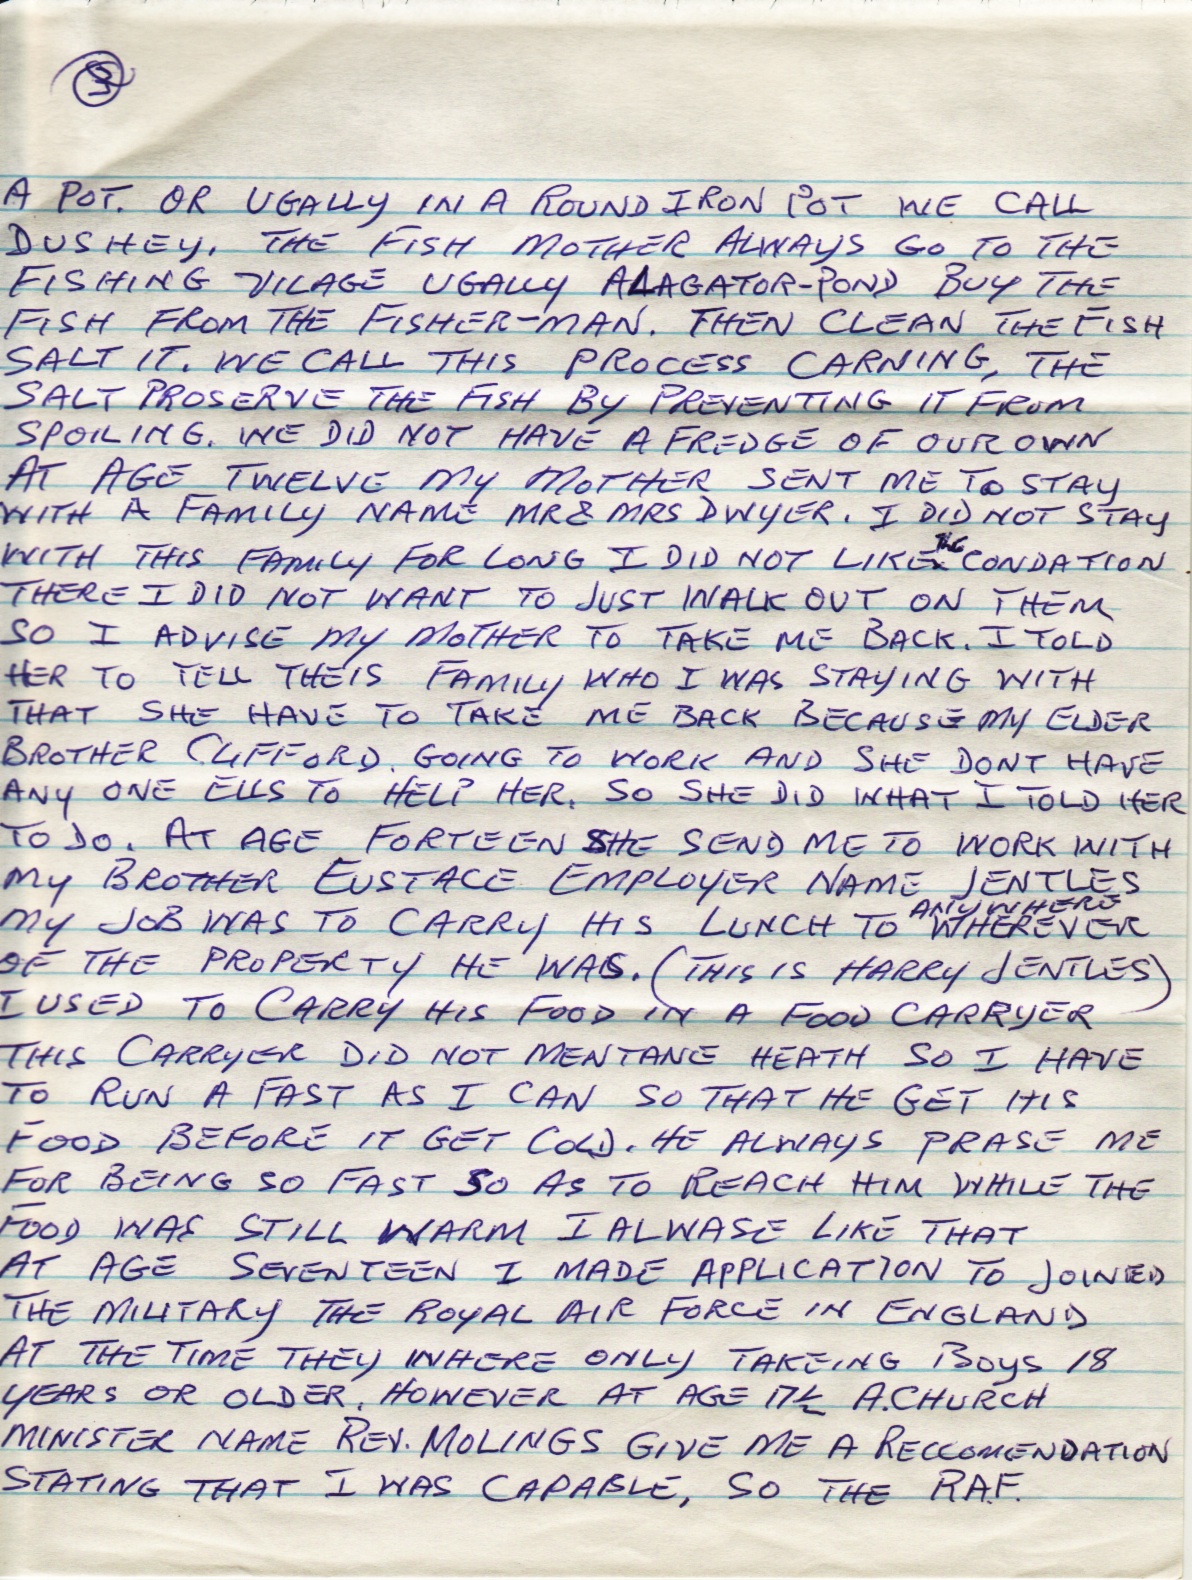 A POT. OR UGALLY IN A ROUND IRON POT WE CALL
DUSHEY. THE FISH MOTHER ALWAYS GO TO THE
FISHING VILAGE UGALLY ALAGATOR-POND BUY THE
FISH FROM THE FISHER-MAN. THEN CLEAN THE FISH
SALT IT. WE CALL THIS PROCESS CARNING, THE
SALT PROSERVE THE FISH BY PREVENTING IT FROM
SPOILING. WE DID NOT HAVE A FREDGE OF OUR OWN
AT AGE TWELVE MY MOTHER SENT ME TO STAY
WITH A FAMILY NAME MR & MRS DWYER. I DID NOT STAY
WITH THIS FAMILY FOR LONG I DID NOT LIKE THE CONDATION
THERE I DID NOT WANT TO JUST WALK OUT ON THEM
SO I ADVISE MY MOTHER TO TAKE ME BACK. I TOLD
HER TO TELL THEIS FAMILY WHO I WAS STAYING WITH
THAT SHE HAVE TO TAKE ME BACK BECAUSE MY ELDER
BROTHER CLIFFORD. GOING TO WORK AND SHE DONT HAVE
ANY ONE ELLS TO HELP HER. SO SHE DID WHAT I TOLD HER
TO DO. AT AGE FORTEEN SHE SEND ME TO WORK WITH
MY BROTHER EUSTACE EMPLOYER NAME JENTLES
MY JOB WAS TO CARRY HIS LUNCH TO ANYWHERE WHEREVER
OF THE PROPERTY HE WAS. (THIS IS HARRY JENTLES)
I USED TO CARRY HIS FOOD IN A FOOD CARRYER
THIS CARRYER DID NOT MENTANE HEATH SO I HAVE
TO RUN A FAST AS I CAN SO THAT HE GET HIS
FOOD BEFORE IT GET COLD. HE ALWAYS PRASE ME
FOR BEING SO FAST SO AS TO REACH HIM WHILE THE
FOOD WAS STILL WARM I ALWASE LIKE THAT
AT AGE SEVENTEEN I MADE APPLICATION TO JOINED
THE MILITARY THE ROYAL AIR FORCE IN ENGLAND
AT THE TIME THEY WHERE ONLY TAKEING BOYS 18
YEARS OR OLDER. HOWEVER AT AGE 17½ A.CHURCH
MINISTER NAME REV. MOLINGS GIVE ME A RECCOMENDATION
STATING THAT I WAS CAPABLE, SO THE R.A.F.